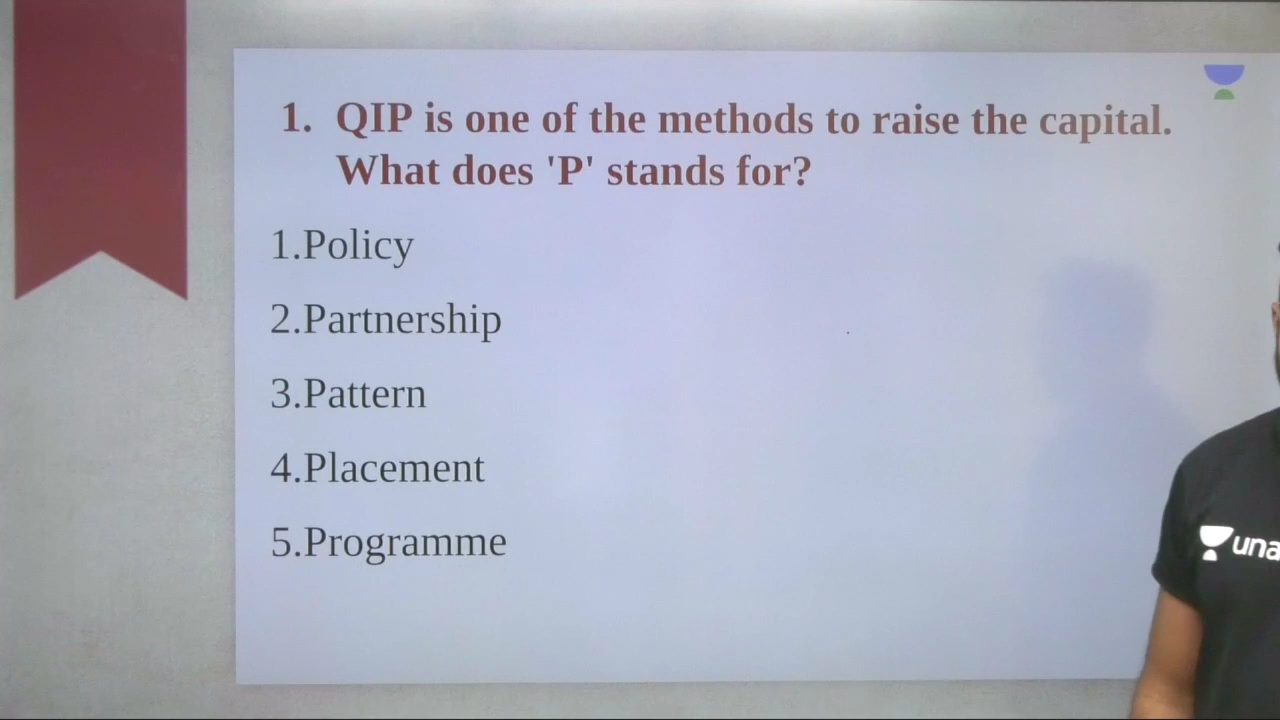 1. QIP is one of the methods to raise the capital.
What does 'P' stands for?
1.Policy
2.Partnership
3.Pattern
4.Placement
5.Programme
una